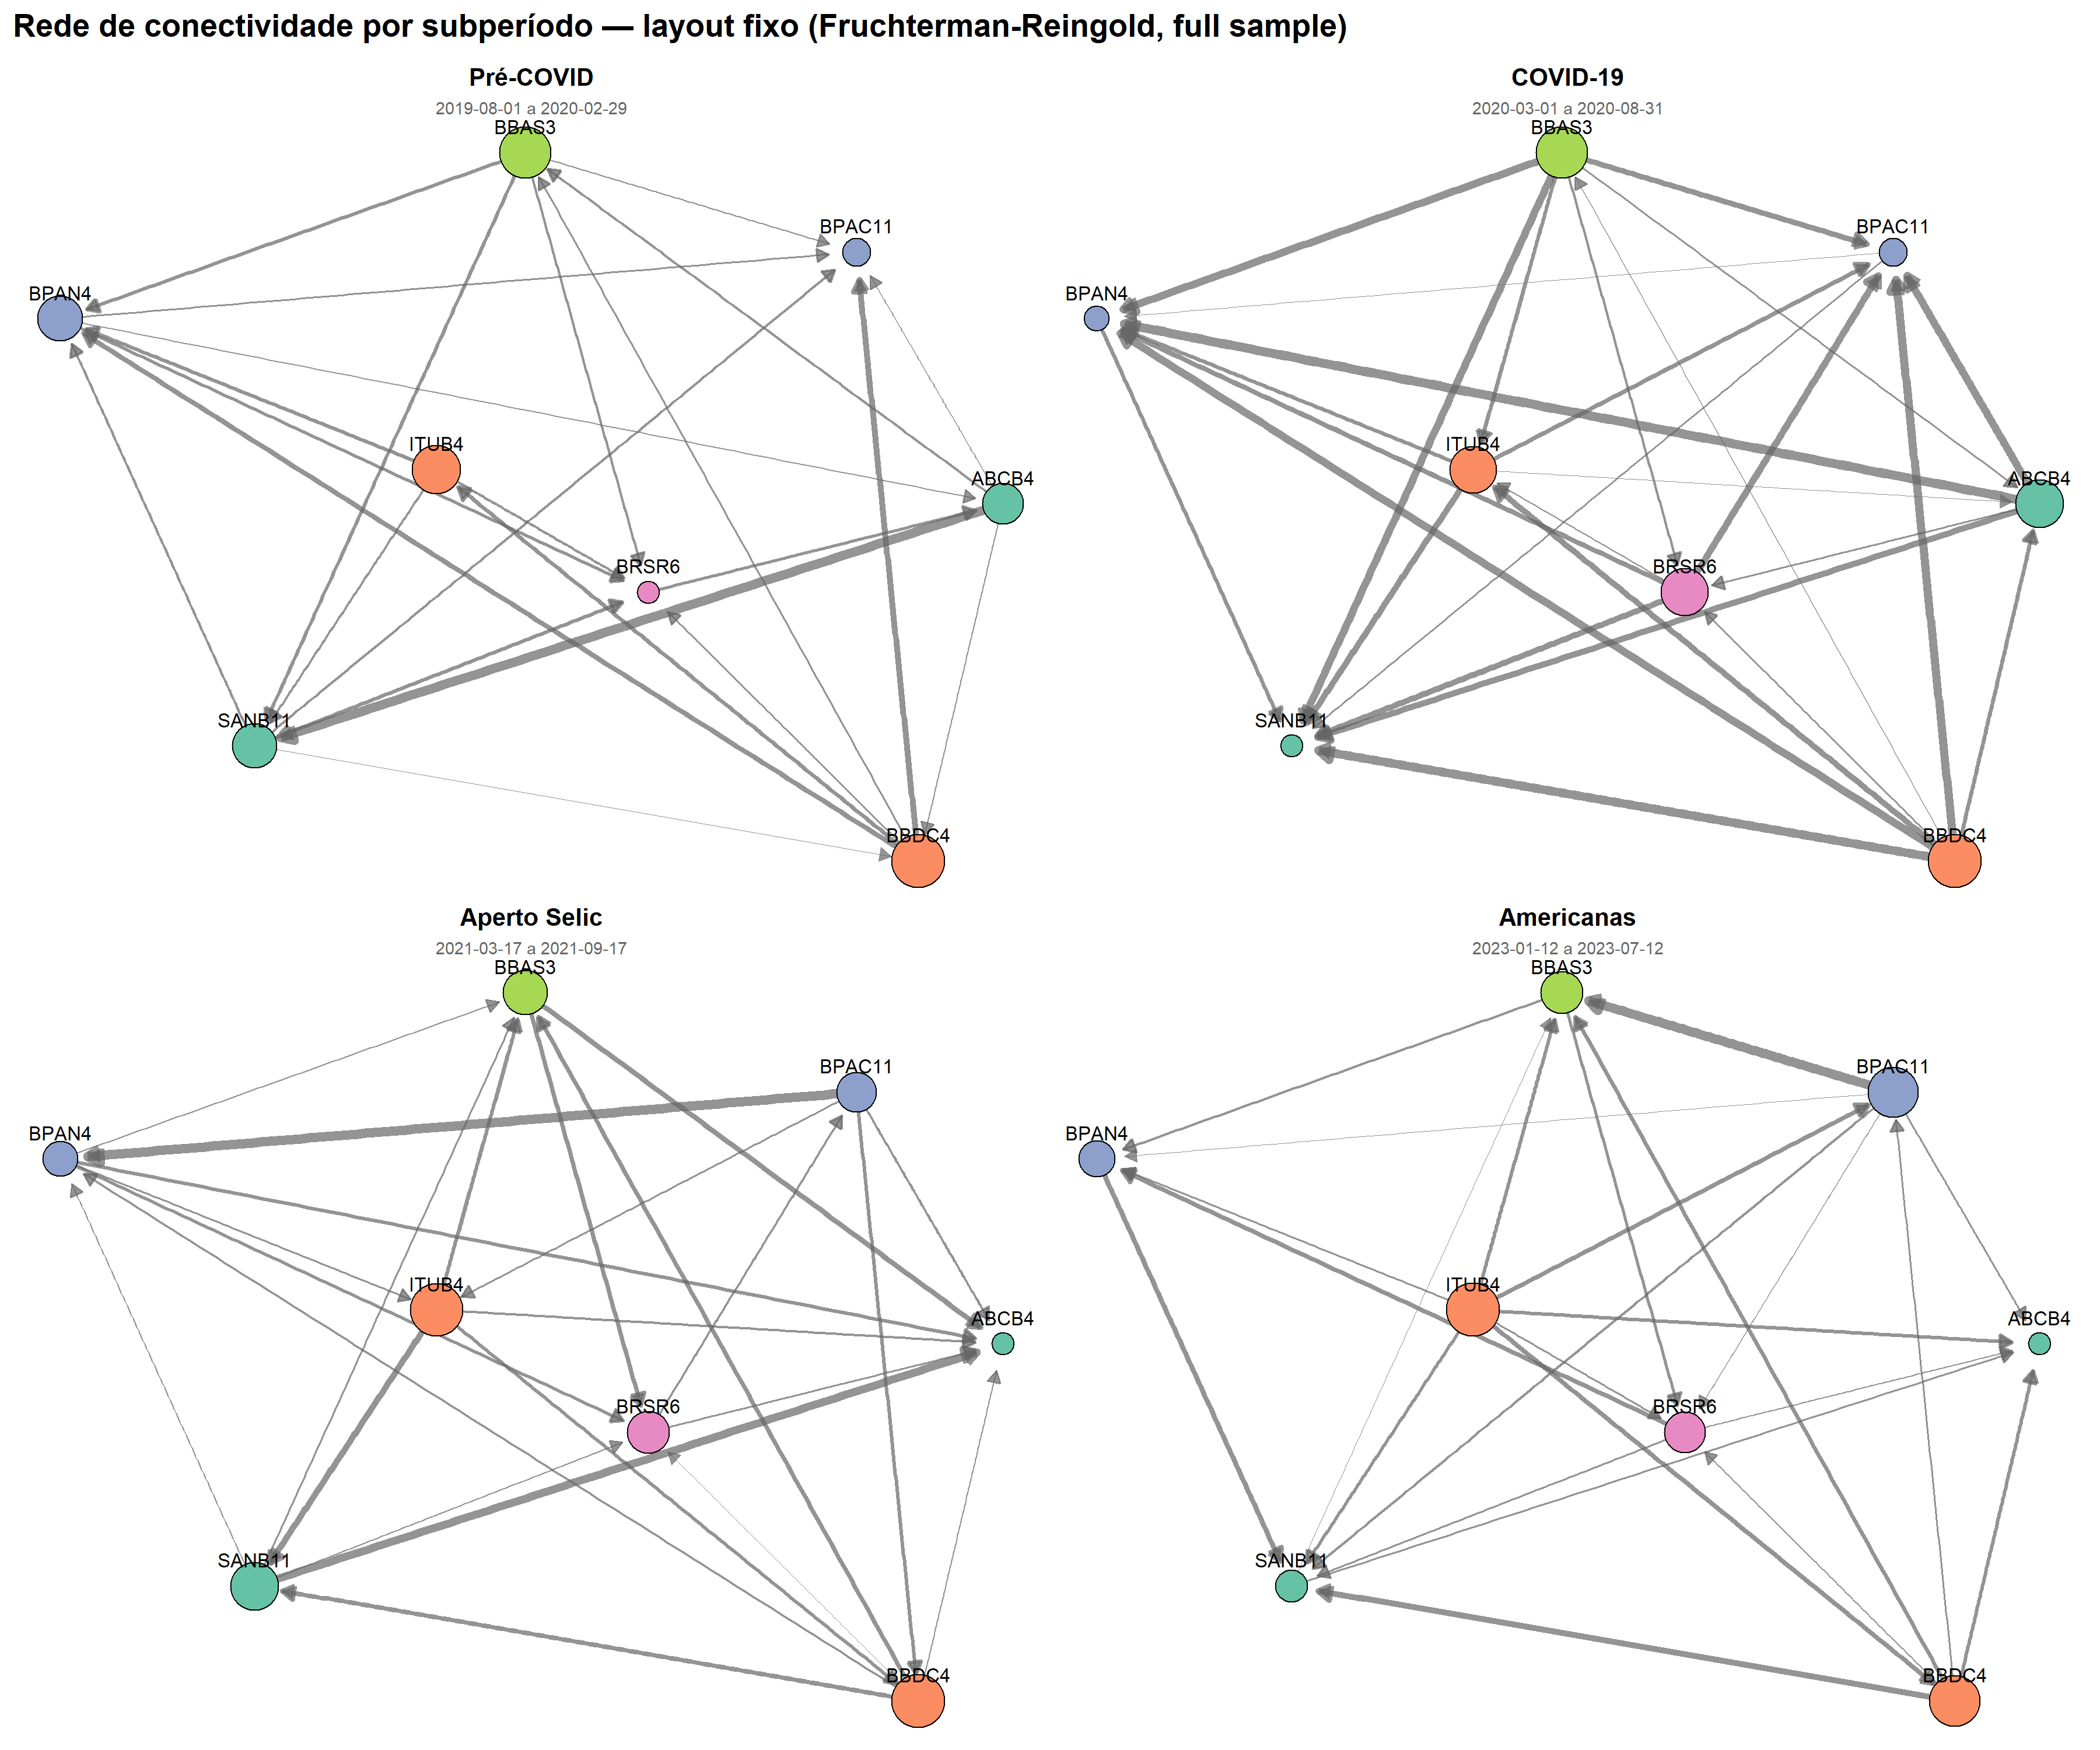 Rede de conectividade por subperíodo — layout fixo (Fruchterman-Reingold, full sample)
Pré-COVID
2019-08-01 a 2020-02-29
BBAS3
BPAC11
BPAN4
ITUB4
ABCB4
BRSR6
SANB11
BBDC4
COVID-19
2020-03-01 a 2020-08-31
BBAS3
BPAC11
BPAN4
ITUB4
ABCB4
BRSR6
SANB11
BBDC4
Aperto Selic
2021-03-17 a 2021-09-17
BBAS3
BPAC11
BPAN4
ITUB4
ABCB4
BRSR6
SANB11
BBDC4
Americanas
2023-01-12 a 2023-07-12
BBAS3
BPAC11
BPAN4
ITUB4
ABCB4
BRSR6
SANB11
BBDC4